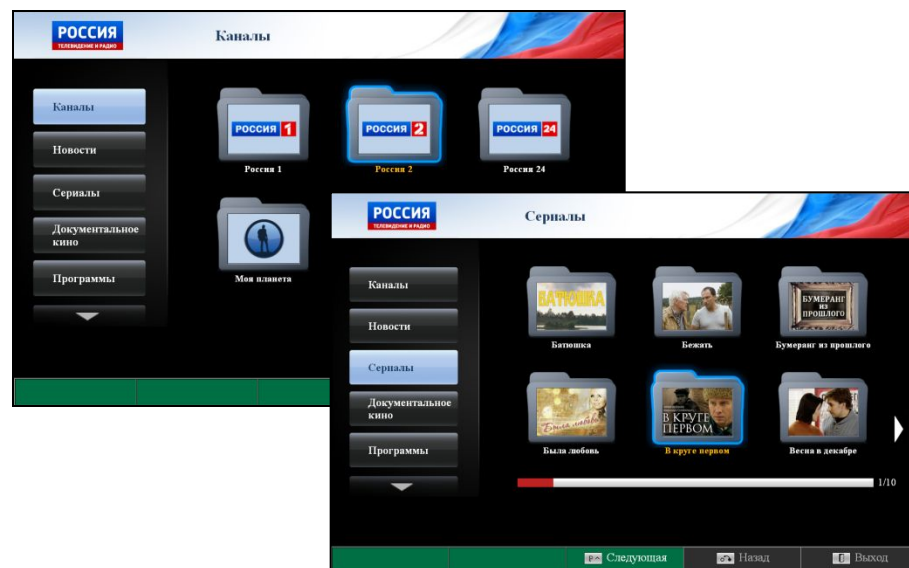 РОССИЯ
ТЕЛЕВИДЕНИЕ И РАДИО
Каналы
Каналы
Новости
Сериалы
Документальное
кино
Программы
РОССИЯ 1
РОССИЯ 2
РОССИЯ 24
Россия 1
Россия 2
Россия 24
Моя планета
РОССИЯ
ТЕЛЕВИДЕНИЕ И РАДИО
Сериалы
Каналы
Новости
Сериалы
Документальное
кино
Программы
БАТЮШКА
БУМЕРАНГ
ИЗ
ПРОШЛОГО
Батюшка
Бежать
Бумеранг из прошлого
Была любовь
В КРУГЕ
ПЕРВОМ
Была любовь
В круге первом
Весна в декабре
1/10
P^ Следующая
Назад
Выход